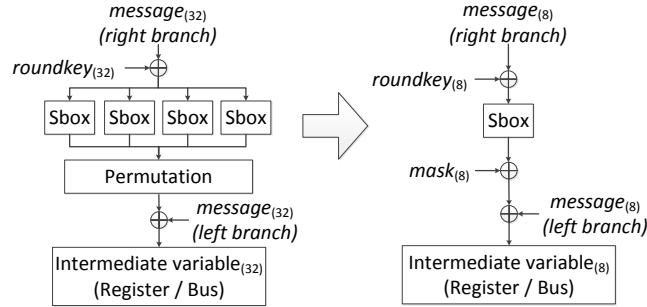 message(32)
(right branch)
roundkey(32)
Sbox Sbox Sbox Sbox
Permutation
message(32)
(left branch)
Intermediate variable(32)
(Register / Bus)
message(8)
(right branch)
roundkey(8)
Sbox
mask(8)
message(8)
(left branch)
Intermediate variable(8)
(Register / Bus)